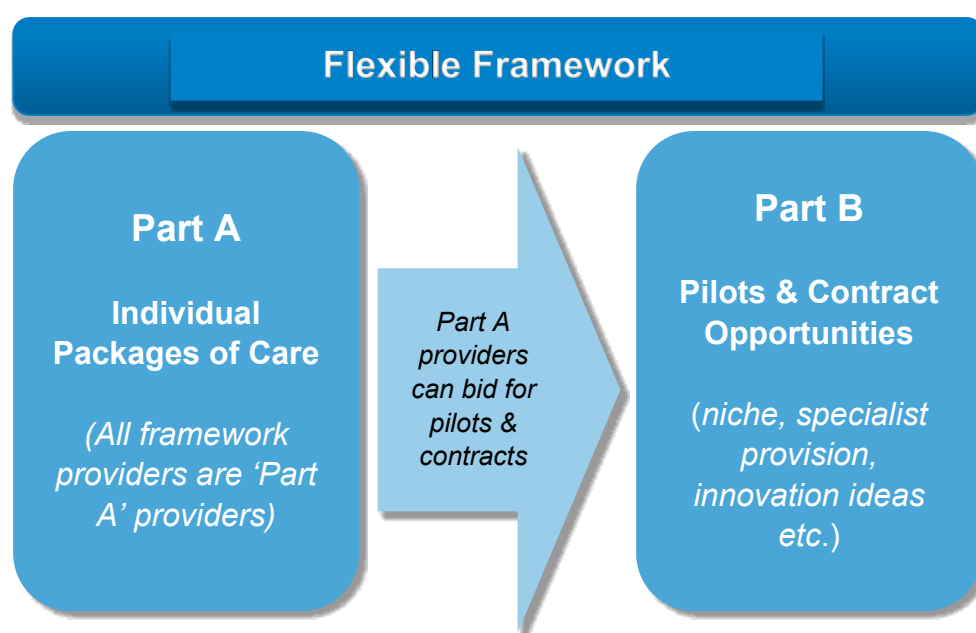 Flexible Framework
Part A
Individual
Packages of Care
(All framework
providers are ‘Part
A’ providers)
Part A
providers
can bid for
pilots &
contracts
Part B
Pilots & Contract
Opportunities
(niche, specialist
provision,
innovation ideas
etc.)